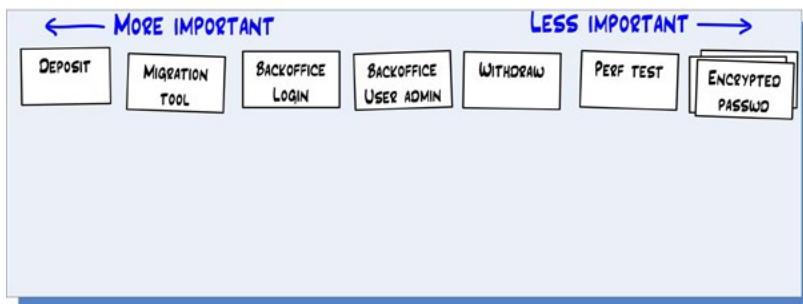 ← MORE IMPORTANT
LESS IMPORTANT →
DEPOSIT
MIGRATION
TOOL
BACKOFFICE
LOGIN
BACKOFFICE
USER ADMIN
WITHDRAW
PERF TEST
ENCRYPTED
PASSWD